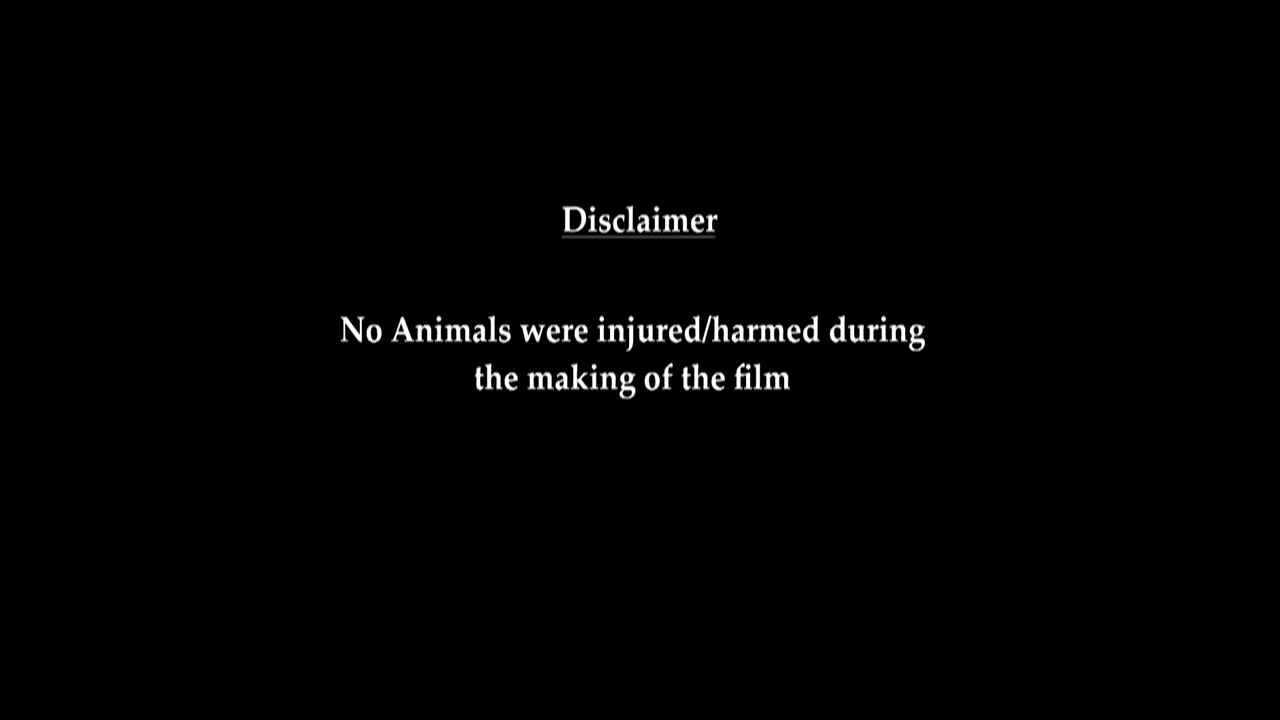 Disclaimer
No Animals were injured/harmed during
the making of the film